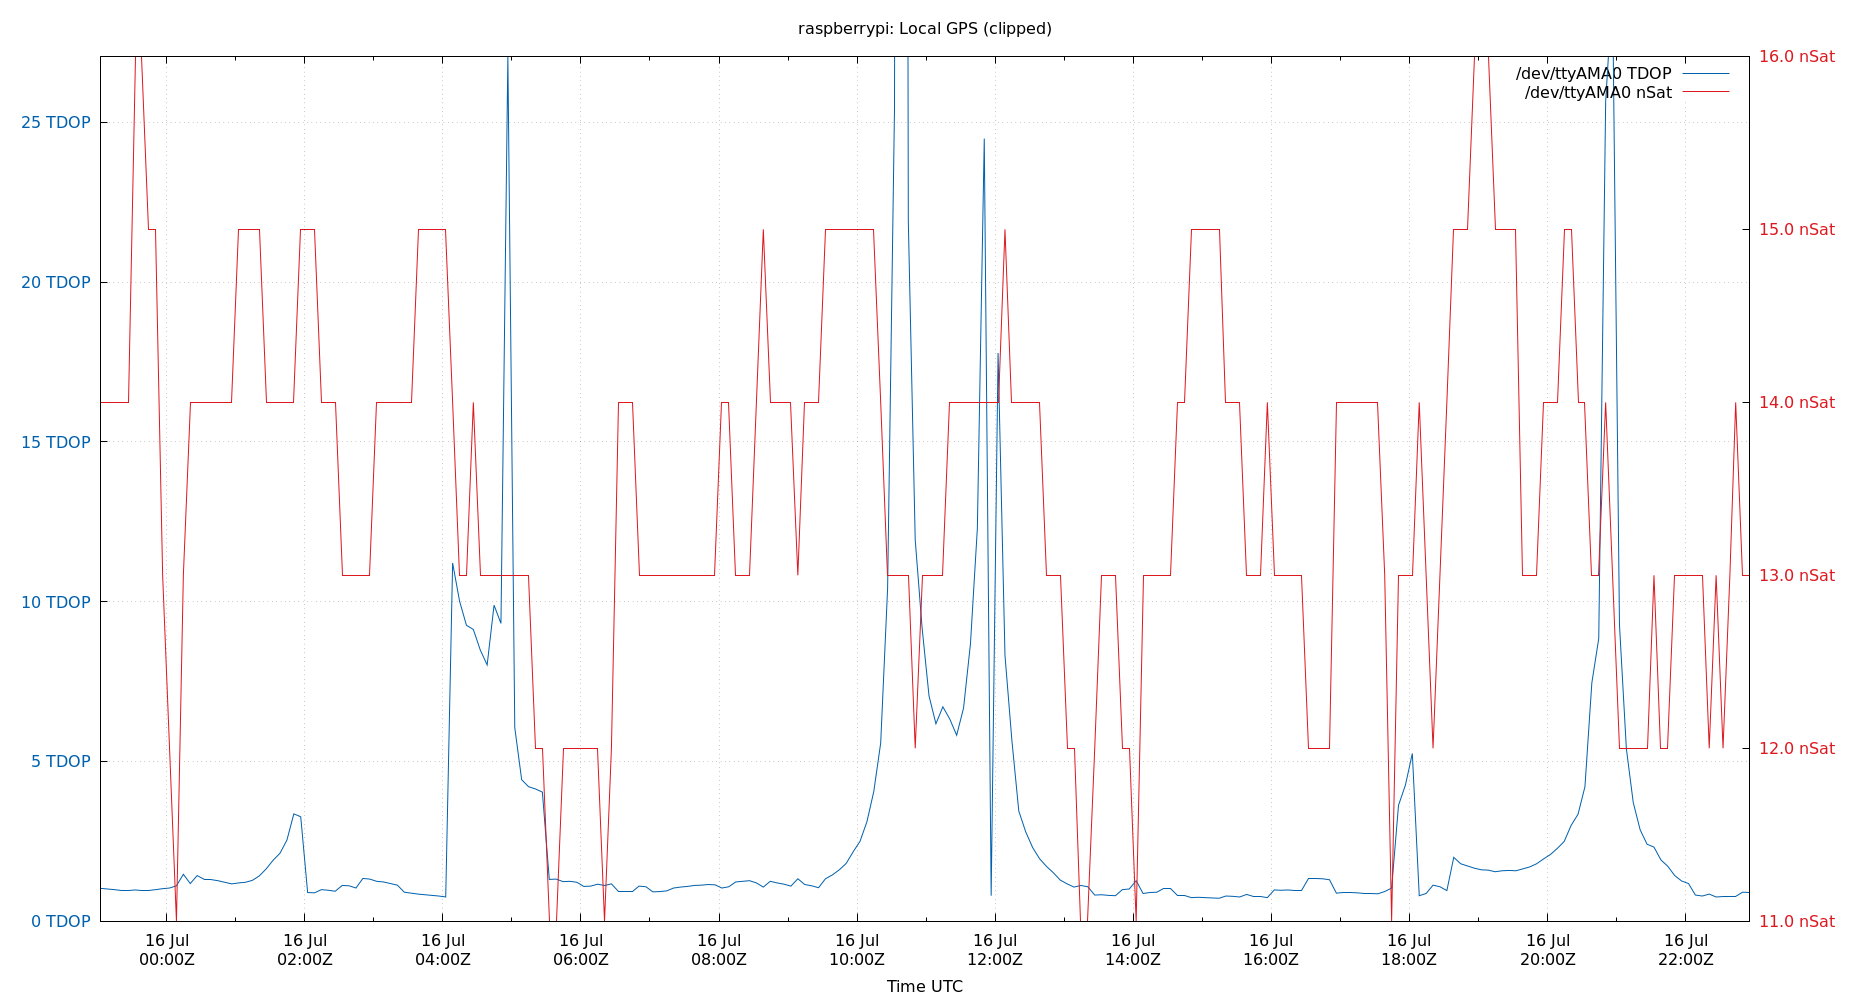 raspberrypi: Local GPS (clipped)
16.0 nSat
/dev/ttyAMA0 TDOP
/dev/ttyAMA0 nSat
25 TDOP
15.0 nSat
20 TDOP
14.0 nSat
15 TDOP
13.0 nSat
10 TDOP
12.0 nSat
5 TDOP
0 TDOP
11.0 nSat
16 Jul 16 Jul 16 Jul 16 Jul 16 Jul 16 Jul 16 Jul 16 Jul 16 Jul 16 Jul 16 Jul 16 Jul
00:00Z 02:00Z 04:00Z 06:00Z 08:00Z 10:00Z 12:00Z 14:00Z 16:00Z 18:00Z 20:00Z 22:00Z
Time UTC